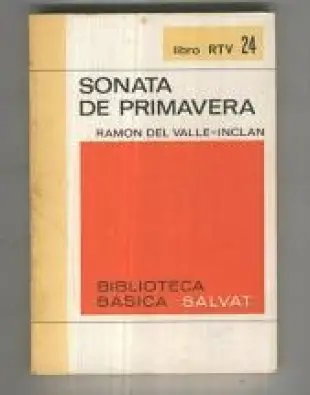 libro RTV 24
SONATA
DE PRIMAVERA
RAMON DEL VALLE-INCLAN
BIBLIOTECA
BASICA SALVAT